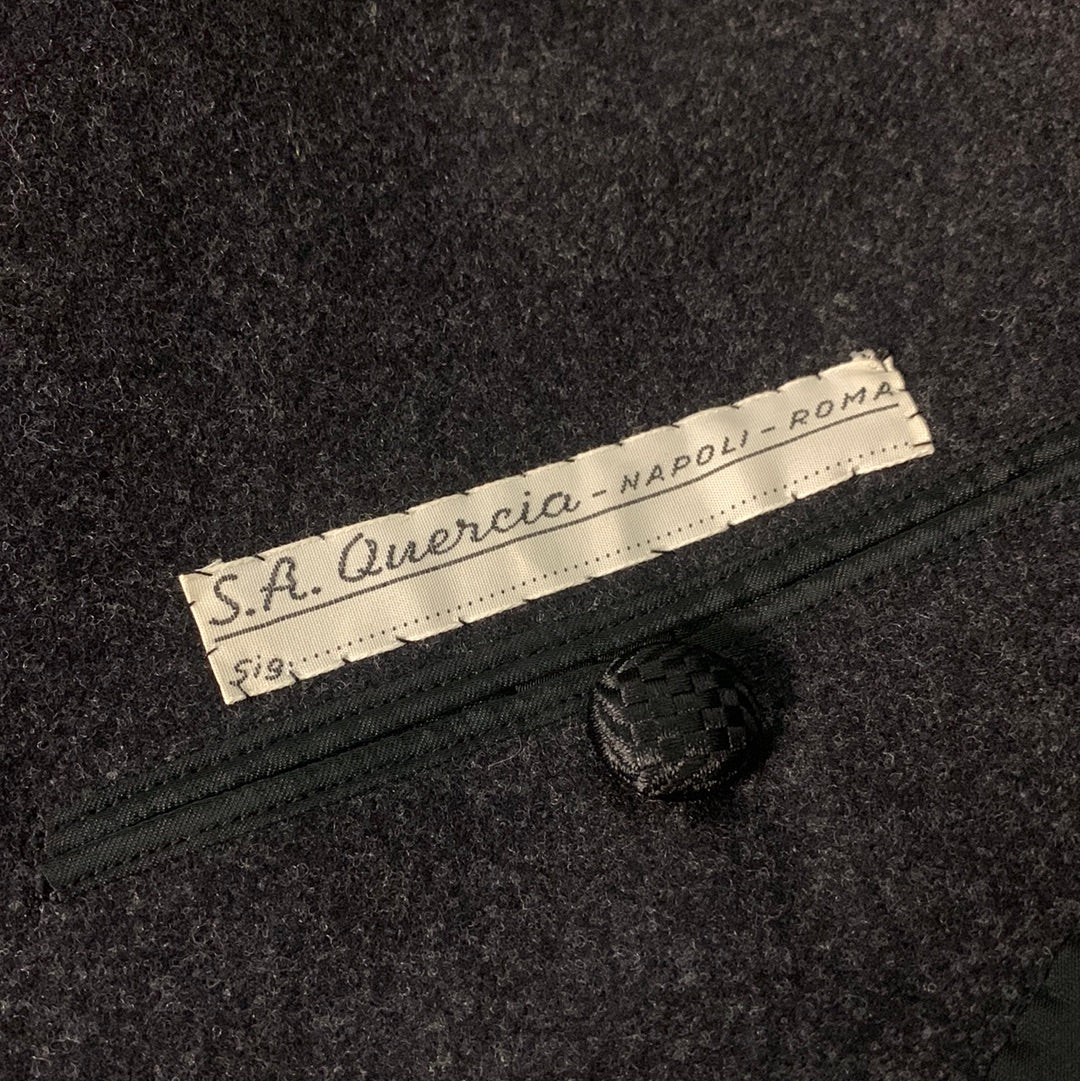 S.A. Quercia - NAPOLI - ROMA
Sig.